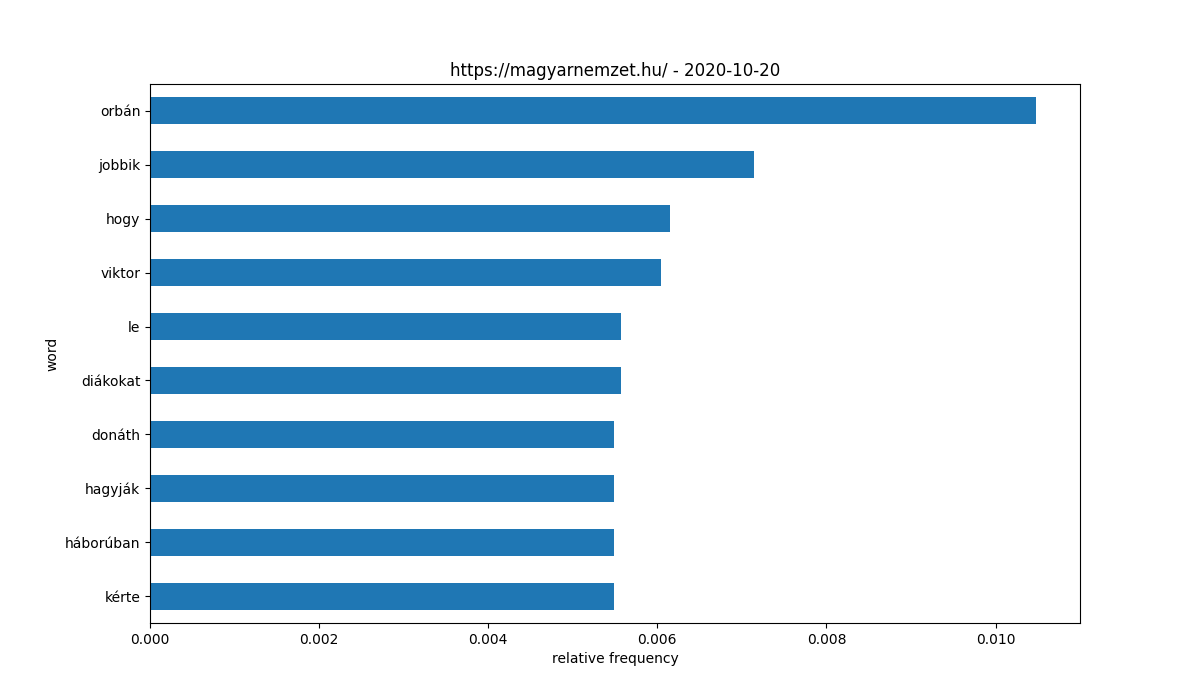 https://magyarnemzet.hu/ - 2020-10-20
orbán
jobbik
hogy
viktor
le
diákokat
donáth
hagyják
háborúban
kérte
word
0.000 0.002 0.004 0.006 0.008 0.010
relative frequency